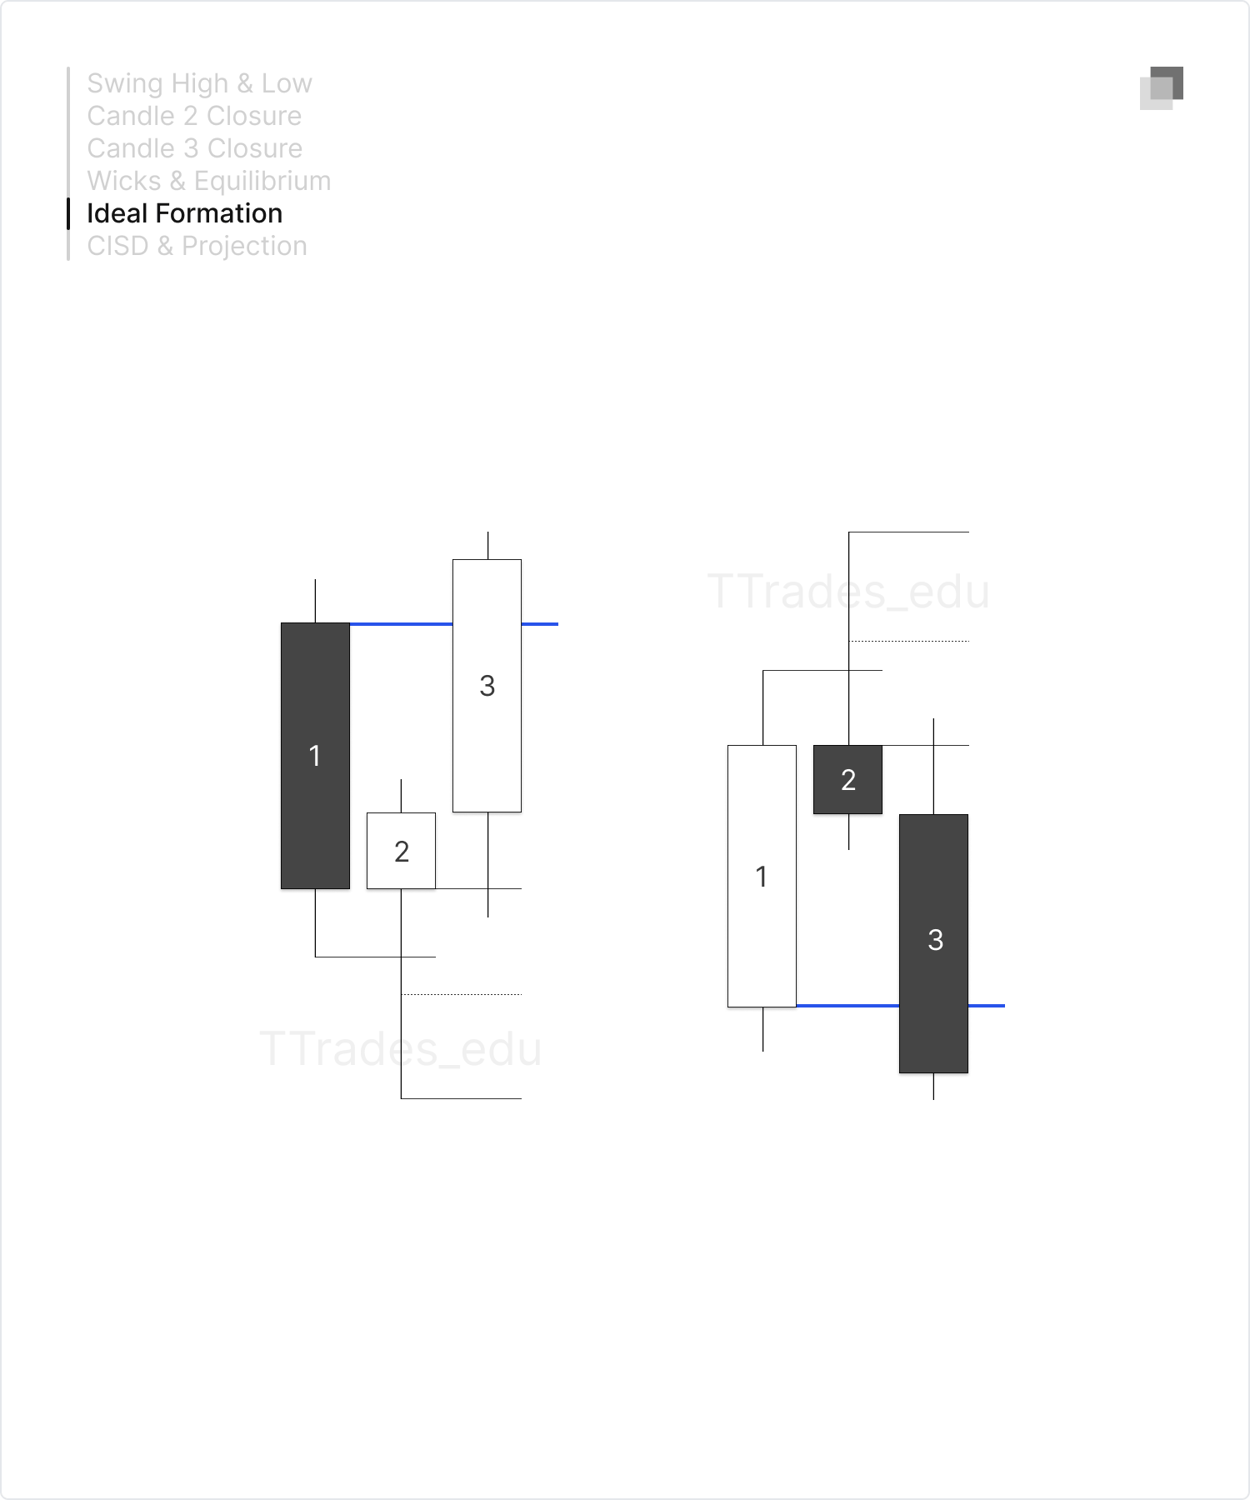 Swing High & Low
Candle 2 Closure
Candle 3 Closure
Wicks & Equilibrium
Ideal Formation
CISD & Projection
1
2
3
TTrades_edu
TTrades_edu
1
2
3